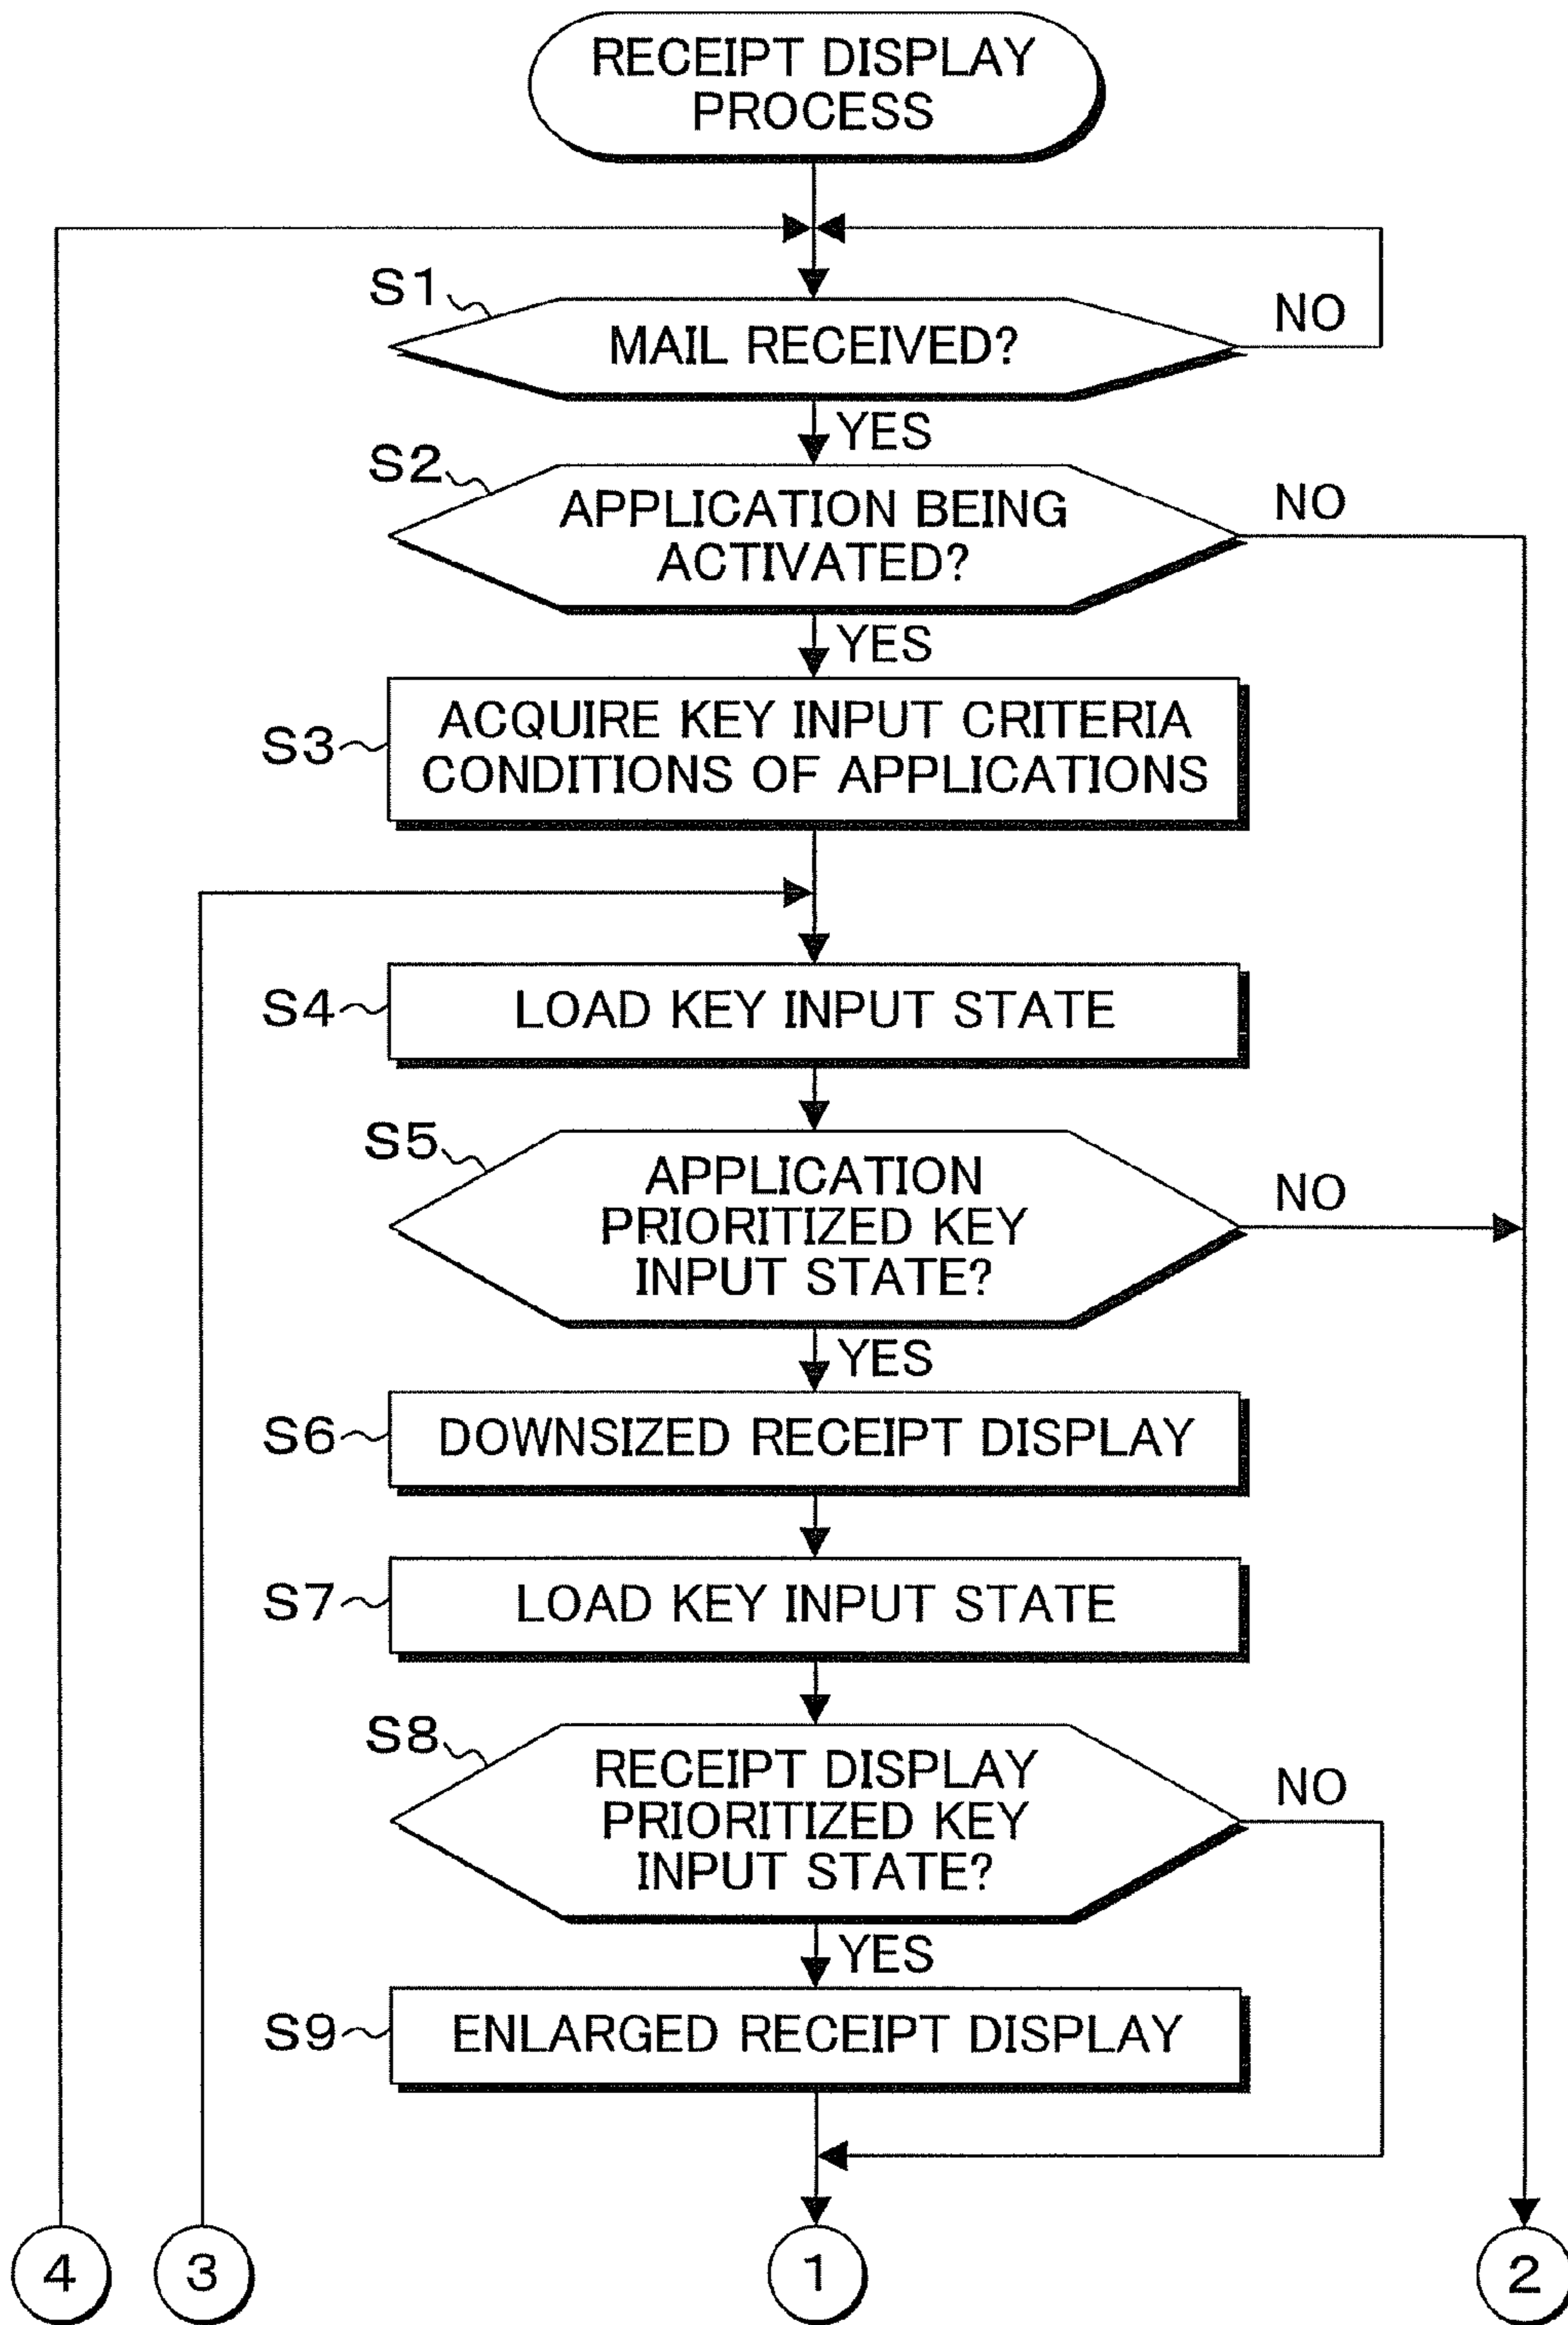 RECEIPT DISPLAY
PROCESS
S1
MAIL RECEIVED?
NO
YES
S2
APPLICATION BEING
ACTIVATED?
NO
YES
S3
ACQUIRE KEY INPUT CRITERIA
CONDITIONS OF APPLICATIONS
S4
LOAD KEY INPUT STATE
S5
APPLICATION
PRIORITIZED KEY
INPUT STATE?
NO
YES
S6
DOWNSIZED RECEIPT DISPLAY
S7
LOAD KEY INPUT STATE
S8
RECEIPT DISPLAY
PRIORITIZED KEY
INPUT STATE?
NO
YES
S9
ENLARGED RECEIPT DISPLAY
4
3
1
2